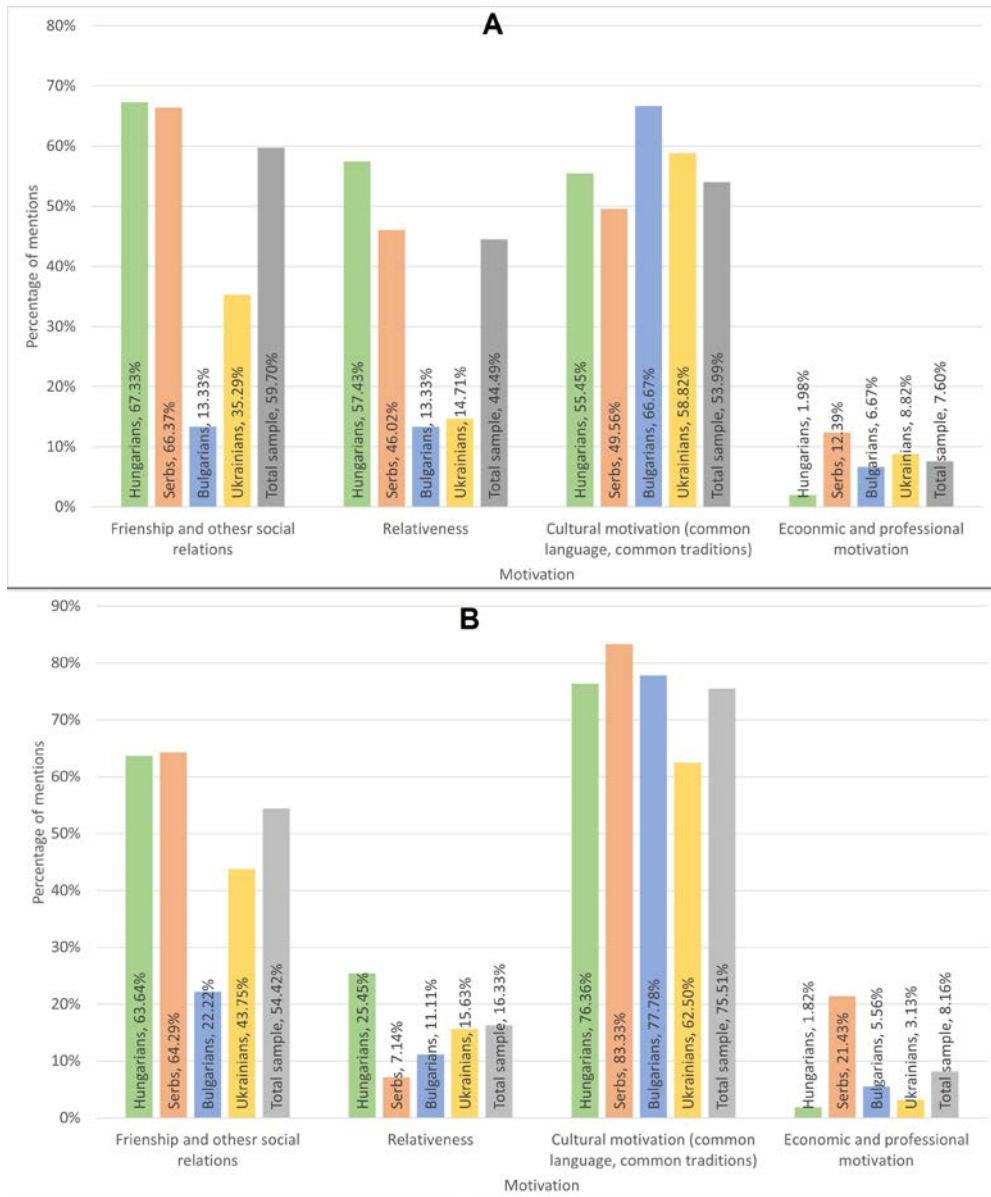 A
80%
70%
60%
50%
40%
30%
20%
10%
0%
Percentage of mentions
Hungarians, 67.33%
Serbs, 66.37%
Bulgarians, 13.33%
Ukrainians, 35.29%
Total sample, 59.70%
Hungarians, 57.43%
Serbs, 46.02%
Bulgarians, 13.33%
Ukrainians, 14.71%
Total sample, 44.49%
Hungarians, 55.45%
Serbs, 49.56%
Bulgarians, 66.67%
Ukrainians, 58.82%
Total sample, 53.99%
Hungarians, 1.98%
Serbs, 12.39%
Bulgarians, 6.67%
Ukrainians, 8.82%
Total sample, 7.60%
Frienship and othesr social
relations
Relativeness
Cultural motivation (common
language, common traditions)
Ecoonmic and professional
motivation
Motivation
B
90%
80%
70%
60%
50%
40%
30%
20%
10%
0%
Percentage of mentions
Hungarians, 63.64%
Serbs, 64.29%
Bulgarians, 22.22%
Ukrainians, 43.75%
Total sample, 54.42%
Hungarians, 25.45%
Serbs, 7.14%
Bulgarians, 11.11%
Ukrainians, 15.63%
Total sample, 16.33%
Hungarians, 76.36%
Serbs, 83.33%
Bulgarians, 77.78%
Ukrainians, 62.50%
Total sample, 75.51%
Hungarians, 1.82%
Serbs, 21.43%
Bulgarians, 5.56%
Ukrainians, 3.13%
Total sample, 8.16%
Frienship and othesr social
relations
Relativeness
Cultural motivation (common
language, common traditions)
Economic and professional
motivation
Motivation